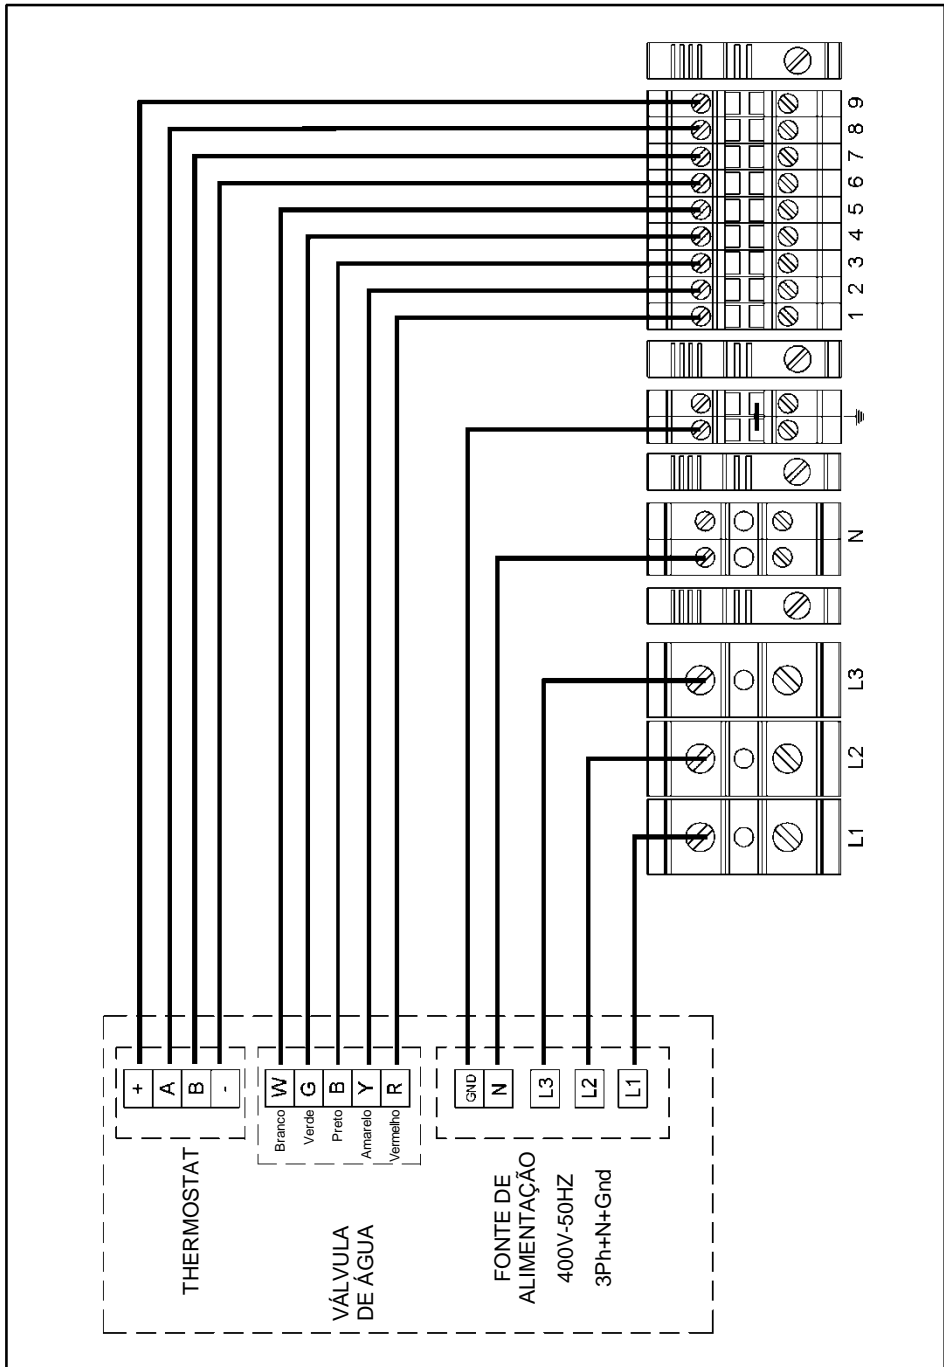 9
8
7
6
5
4
3
2
1
N
L3
L2
L1
+
A
B
-
THERMOSTAT
W
G
B
Y
R
Branco
Verde
Preto
Amarelo
Vermelho
VÁLVULA
DE ÁGUA
GND
N
L3
L2
L1
FONTE DE
ALIMENTAÇÃO
400V-50HZ
3Ph+N+Gnd